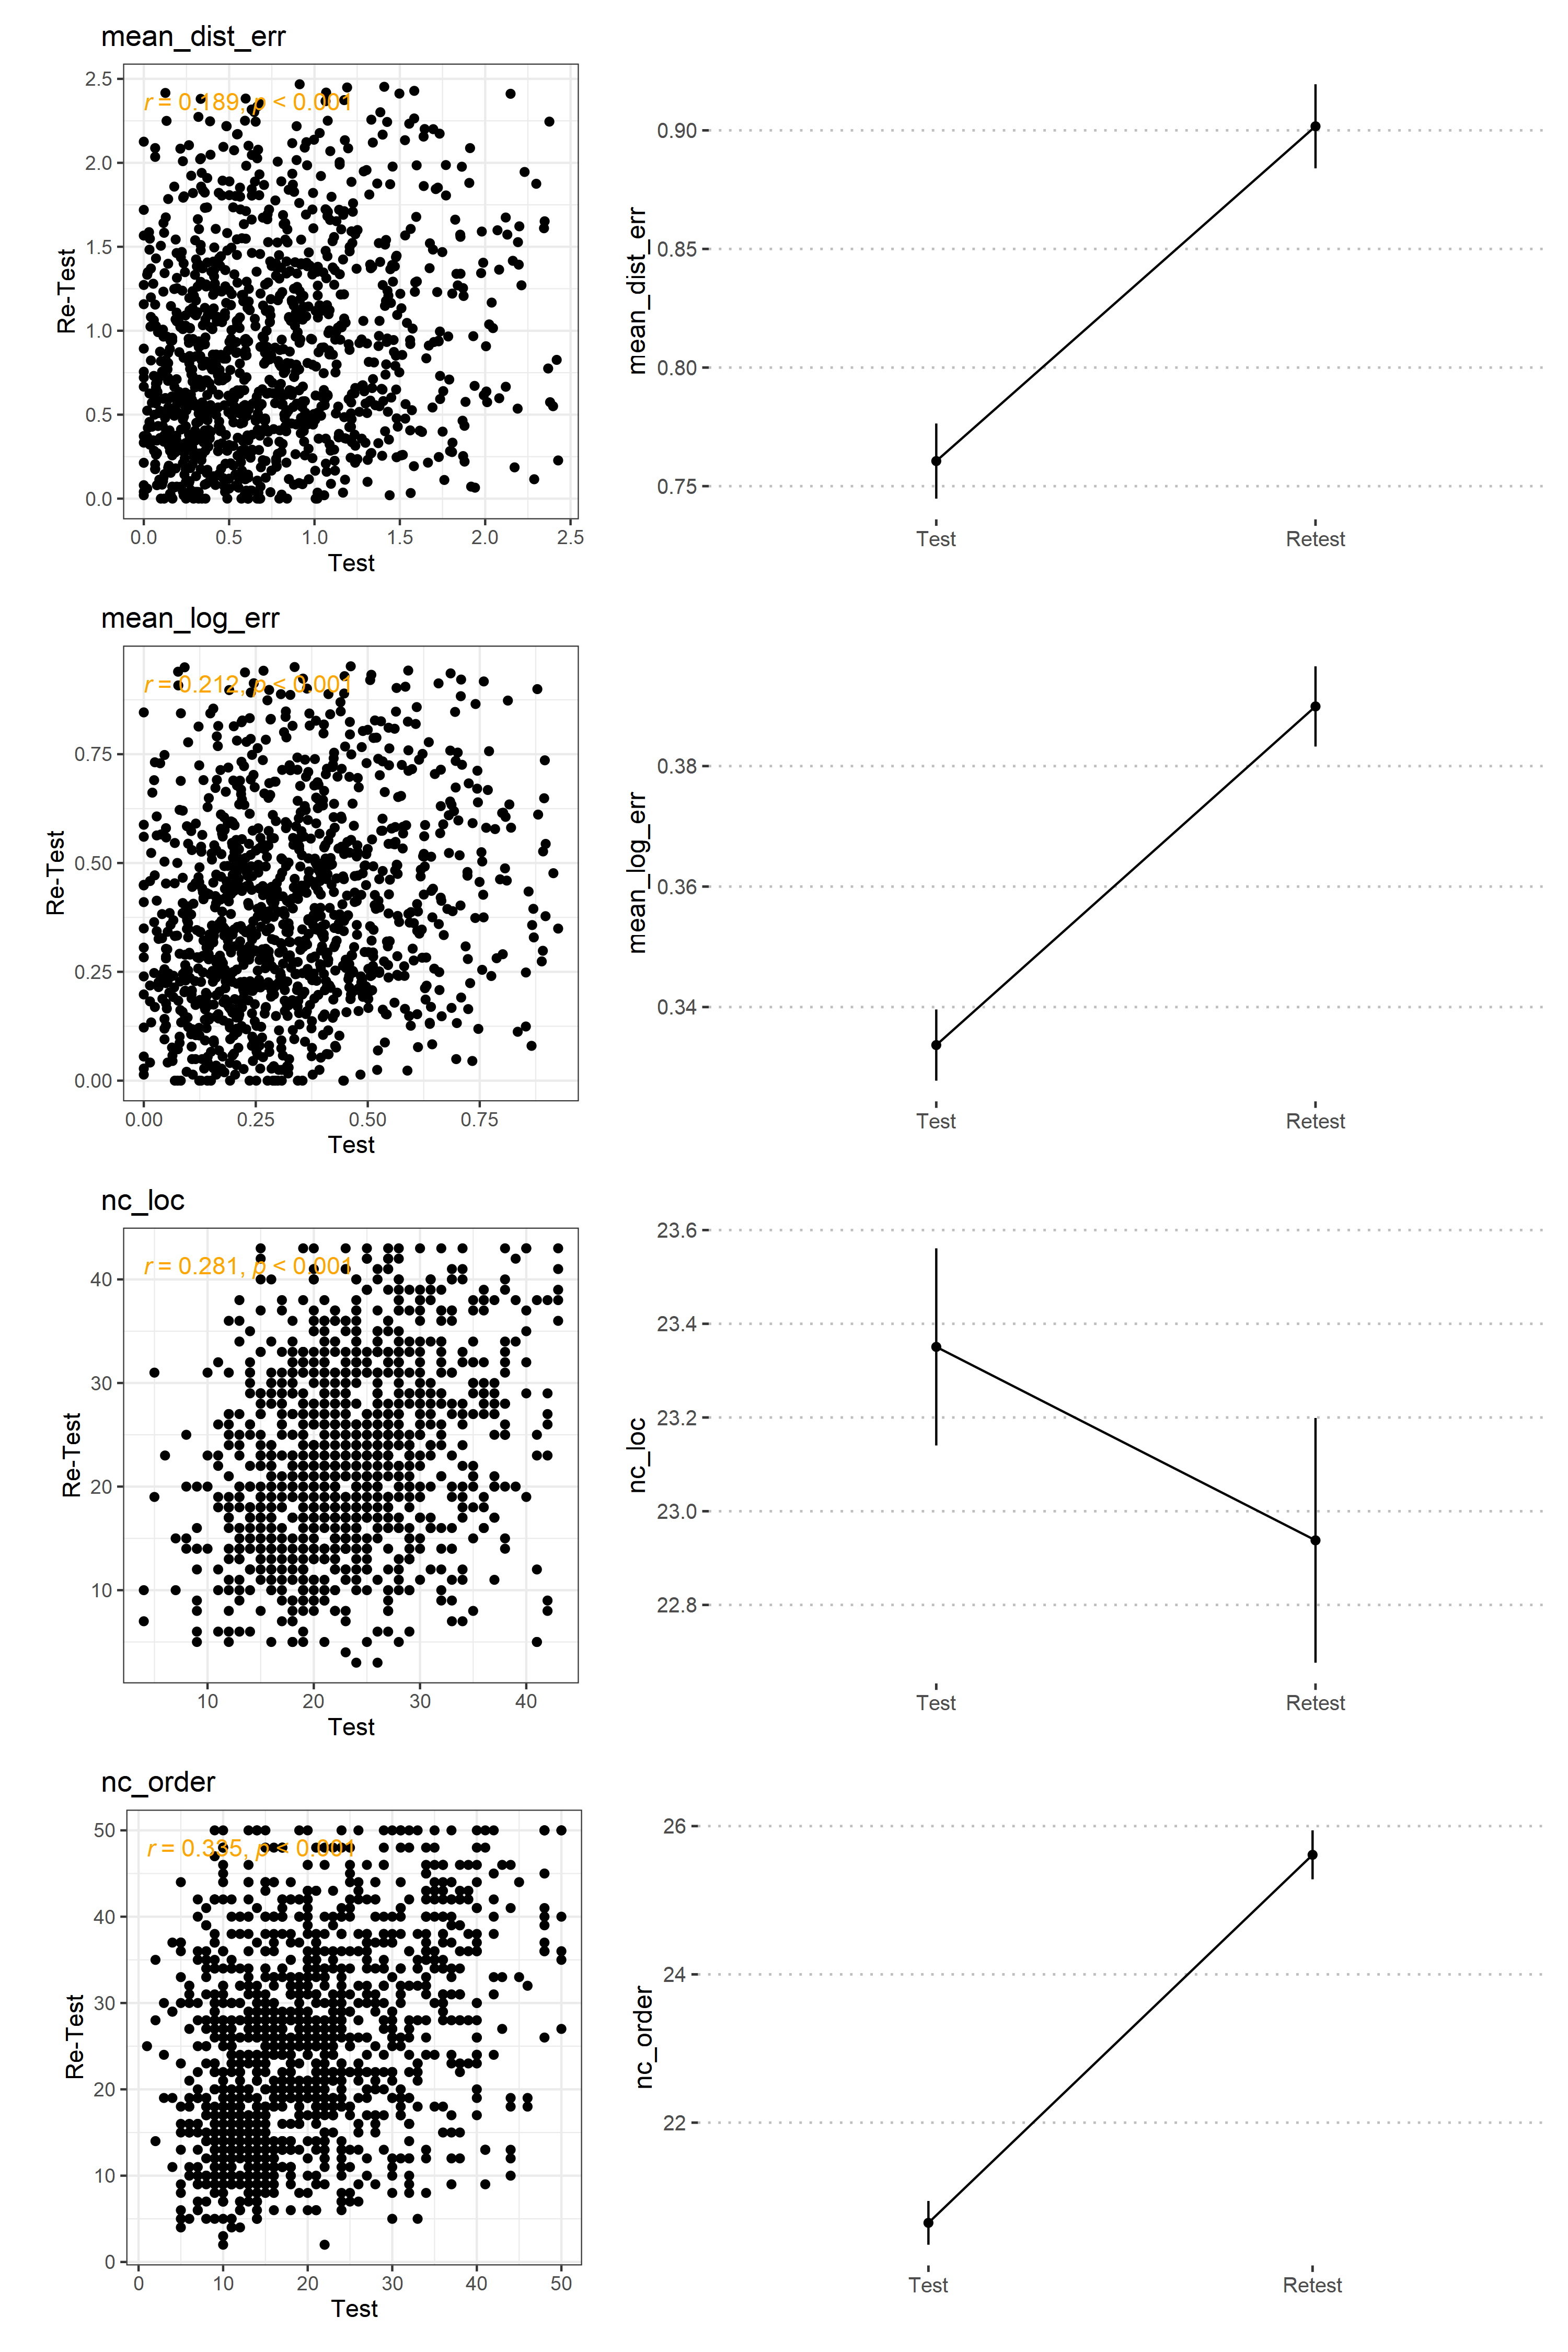 mean_dist_err
2.5
2.0
1.5
1.0
0.5
0.0
r = 0.189, p < 0.001
Re-Test
0.0 0.5 1.0 1.5 2.0 2.5
Test
0.90
0.85
0.80
0.75
mean_dist_err
Test Retest
mean_log_err
0.75
0.50
0.25
0.00
r = 0.212, p < 0.001
Re-Test
0.00 0.25 0.50 0.75
Test
0.38
0.36
0.34
mean_log_err
Test Retest
nc_loc
40
30
20
10
r = 0.281, p < 0.001
Re-Test
10 20 30 40
Test
23.6
23.4
23.2
23.0
22.8
nc_loc
Test Retest
nc_order
50
40
30
20
10
0
r = 0.335, p < 0.001
Re-Test
0 10 20 30 40 50
Test
26
24
22
nc_order
Test Retest